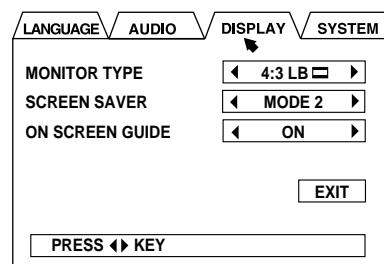 LANGUAGE AUDIO DISPLAY SYSTEM
MONITOR TYPE ◀ 4:3 LB ▶
SCREEN SAVER ◀ MODE 2 ▶
ON SCREEN GUIDE ◀ ON ▶
EXIT
PRESS ◀▶ KEY